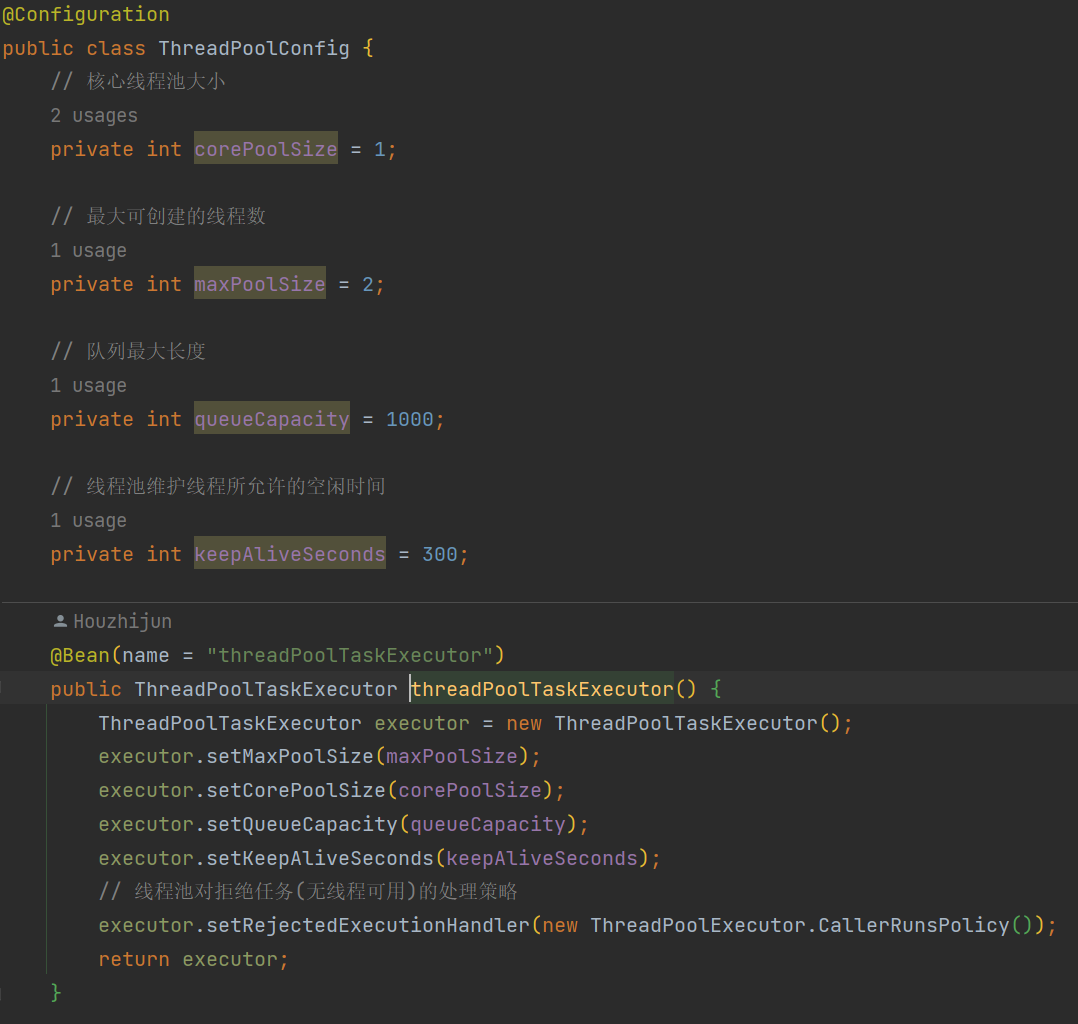 @Configuration
public class ThreadPoolConfig {
// 核心线程池大小
2 usages
private int corePoolSize = 1;
// 最大可创建的线程数
1 usage
private int maxPoolSize = 2;
// 队列最大长度
1 usage
private int queueCapacity = 1000;
// 线程池维护线程所允许的空闲时间
1 usage
private int keepAliveSeconds = 300;
Houzhijun
@Bean(name = "threadPoolTaskExecutor")
public ThreadPoolTaskExecutor threadPoolTaskExecutor() {
ThreadPoolTaskExecutor executor = new ThreadPoolTaskExecutor();
executor.setMaxPoolSize(maxPoolSize);
executor.setCorePoolSize(corePoolSize);
executor.setQueueCapacity(queueCapacity);
executor.setKeepAliveSeconds(keepAliveSeconds);
// 线程池对拒绝任务(无线程可用)的处理策略
executor.setRejectedExecutionHandler(new ThreadPoolExecutor.CallerRunsPolicy());
return executor;
}